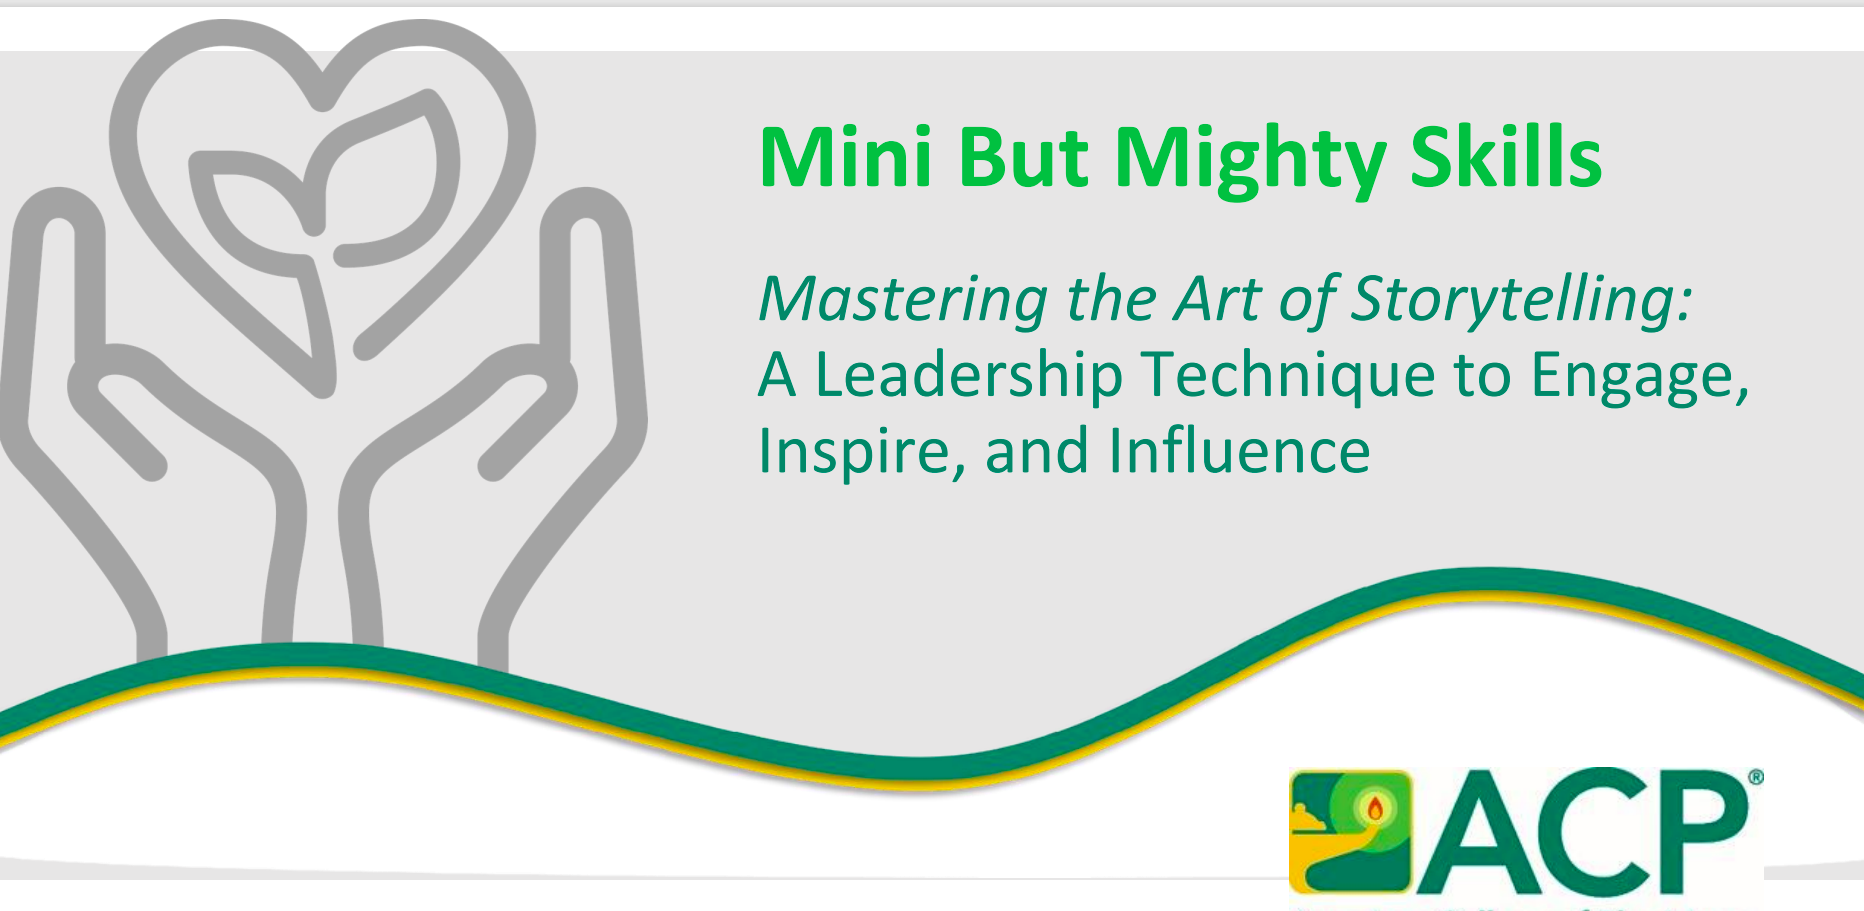 Mini But Mighty Skills
Mastering the Art of Storytelling:
A Leadership Technique to Engage,
Inspire, and Influence
ACP®